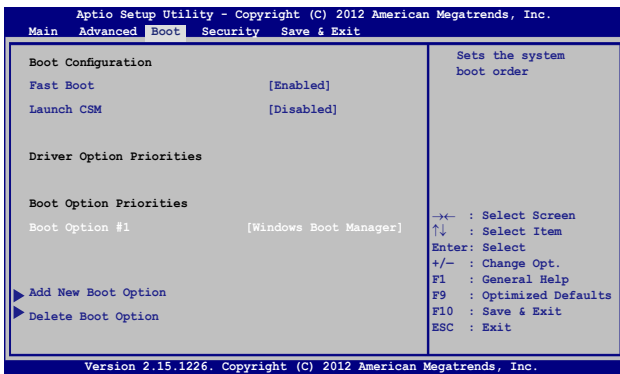 Aptio Setup Utility - Copyright (C) 2012 American Megatrends, Inc.
Main Advanced Boot Security Save & Exit
Boot Configuration
Fast Boot [Enabled]
Launch CSM [Disabled]
Driver Option Priorities
Boot Option Priorities
Boot Option #1 [Windows Boot Manager]
Add New Boot Option
Delete Boot Option
Sets the system
boot order
→← : Select Screen
↑↓ : Select Item
Enter: Select
+/— : Change Opt.
F1 : General Help
F9 : Optimized Defaults
F10 : Save & Exit
ESC : Exit
Version 2.15.1226. Copyright (C) 2012 American Megatrends, Inc.